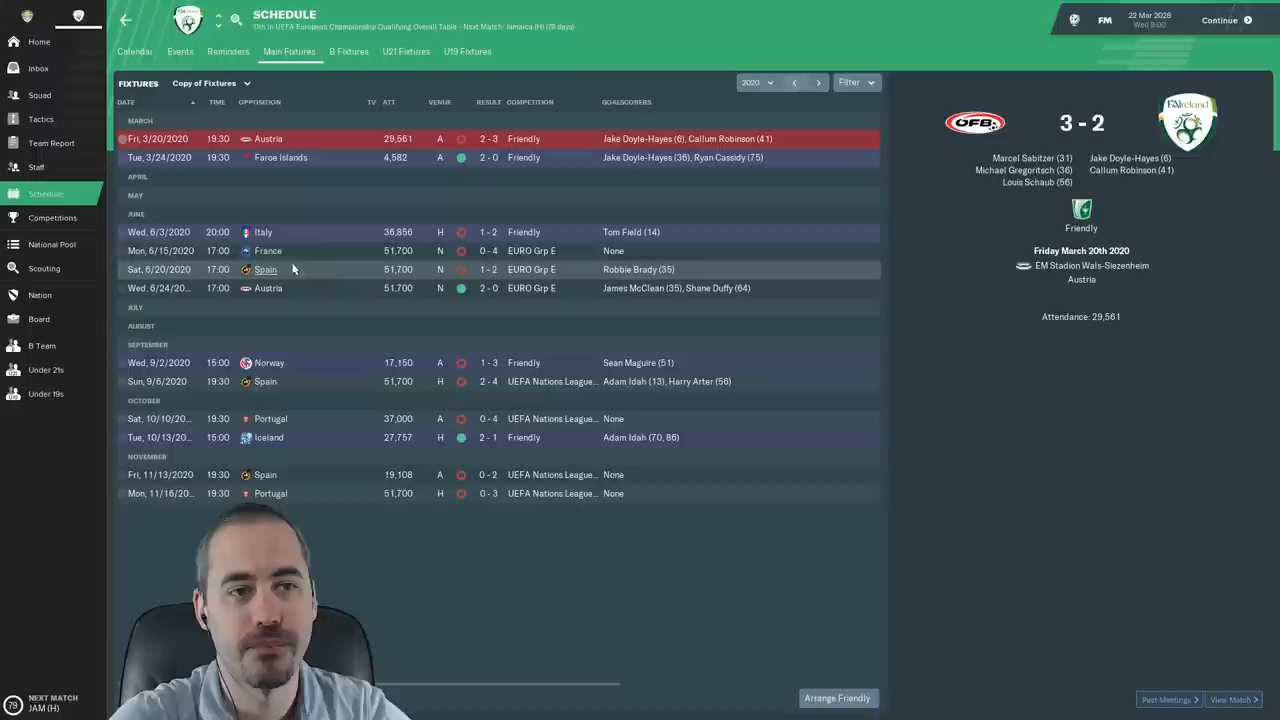 SCHEDULE
11th in UEFA European Championship Qualifying Overall Table - Next Match: Jamaica (H) (79 days)
FM
22 Mar 2028
Wed 9:00
Continue
Home
Inbox
Squad
Tactics
Team Report
Staff
Schedule
Competitions
National Pool
Scouting
Nation
Board
B Team
Under 21s
Under 19s
79
NEXT MATCH
JAM (H)
Calendar Events Reminders Main Fixtures B Fixtures U21 Fixtures U19 Fixtures
FIXTURES Copy of Fixtures 2020 Filter
DATE TIME OPPOSITION TV ATT VENUE RESULT COMPETITION GOALSCORERS
MARCH
Fri, 3/20/2020 19:30 Austria 29,561 A 2 - 3 Friendly Jake Doyle-Hayes (6), Callum Robinson (41)
Tue, 3/24/2020 19:30 Faroe Islands 4,582 A 2 - 0 Friendly Jake Doyle-Hayes (36), Ryan Cassidy (75)
APRIL
MAY
JUNE
Wed, 6/3/2020 20:00 Italy 36,856 H 1 - 2 Friendly Tom Field (14)
Mon, 6/15/2020 17:00 France 51,700 N 0 - 4 EURO Grp E None
Sat, 6/20/2020 17:00 Spain 51,700 N 1 - 2 EURO Grp E Robbie Brady (35)
Wed, 6/24/20... 17:00 Austria 51,700 N 2 - 0 EURO Grp E James McClean (35), Shane Duffy (64)
JULY
AUGUST
SEPTEMBER
Wed, 9/2/2020 15:00 Norway 17,150 A 1 - 3 Friendly Sean Maguire (51)
Sun, 9/6/2020 19:30 Spain 51,700 H 2 - 4 UEFA Nations League... Adam Idah (13), Harry Arter (56)
OCTOBER
Sat, 10/10/20... 19:30 Portugal 37,000 A 0 - 4 UEFA Nations League... None
Tue, 10/13/20... 15:00 Iceland 27,757 H 2 - 1 Friendly Adam Idah (70, 86)
NOVEMBER
Fri, 11/13/2020 19:30 Spain 19,108 A 0 - 2 UEFA Nations League... None
Mon, 11/16/20... 19:30 Portugal 51,700 H 0 - 3 UEFA Nations League... None
Arrange Friendly
ÖFB
3 - 2
FAIreland
Marcel Sabitzer (31) Jake Doyle-Hayes (6)
Michael Gregoritsch (36) Callum Robinson (41)
Louis Schaub (56)
Friendly
Friday March 20th 2020
EM Stadion Wals-Siezenheim
Austria
Attendance: 29,561
Past Meetings View Match